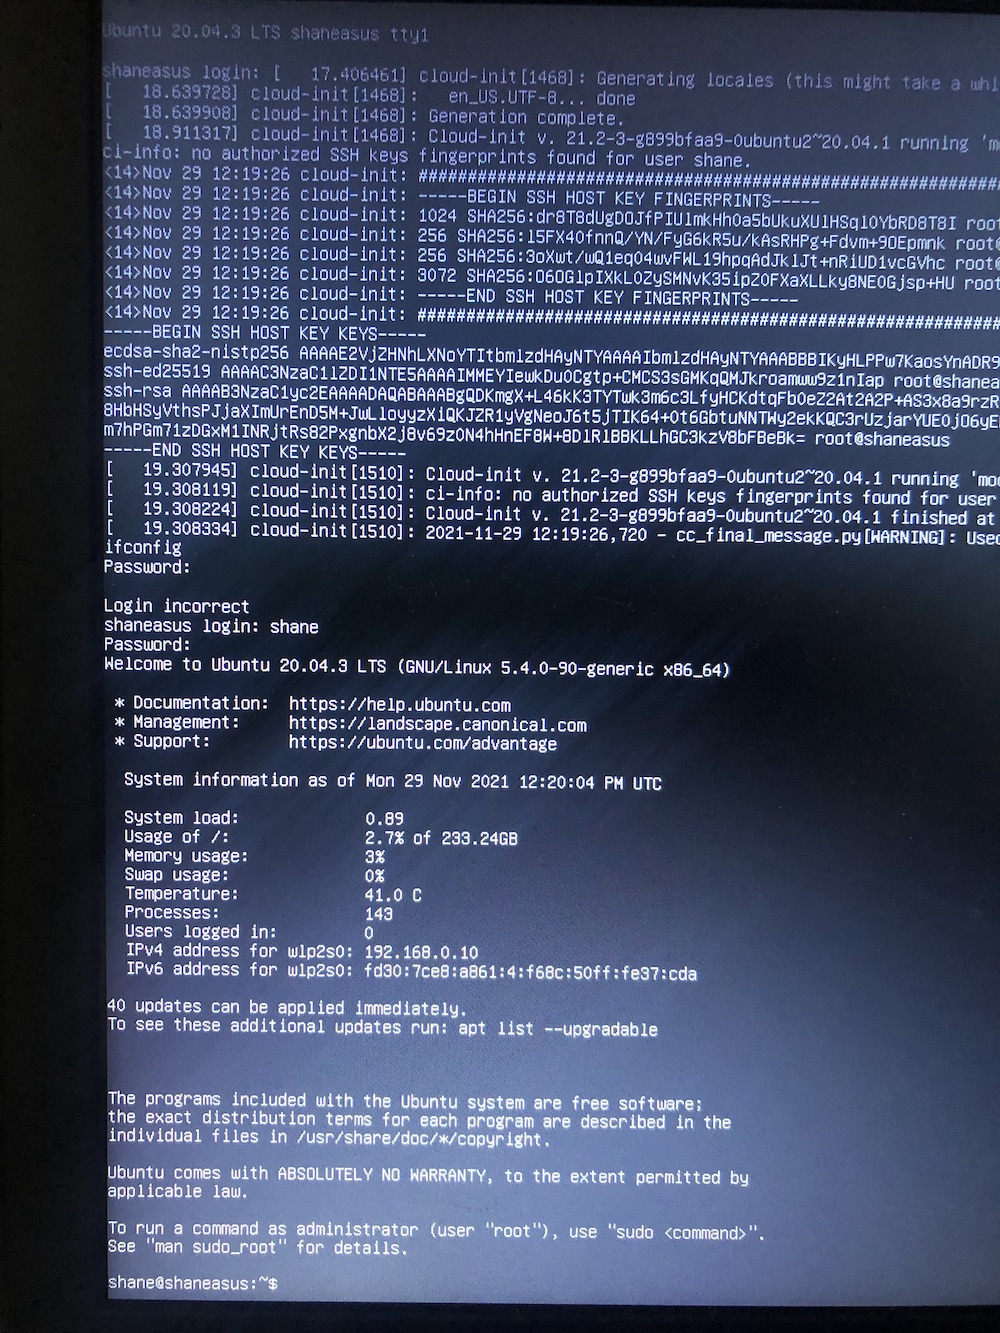 Ubuntu 20.04.3 LTS shaneasus tty1
shaneasus login: [   17.406461] cloud-init[1468]: Generating locales (this might take a whi
[   18.639728] cloud-init[1468]:   en_US.UTF-8... done
[   18.639908] cloud-init[1468]: Generation complete.
[   18.911317] cloud-init[1468]: Cloud-init v. 21.2-3-g899bfaa9-0ubuntu2~20.04.1 running 'mo
ci-info: no authorized SSH keys fingerprints found for user shane.
<14>Nov 29 12:19:26 cloud-init: #############################################################
<14>Nov 29 12:19:26 cloud-init: -----BEGIN SSH HOST KEY FINGERPRINTS-----
<14>Nov 29 12:19:26 cloud-init: 1024 SHA256:dr8T8dUgDOJfPIUlmkHh0a5bUkuXUlHSql0YbRD8T8I root
<14>Nov 29 12:19:26 cloud-init: 256 SHA256:l5FX40fnnQ/YN/FyG6kR5u/kAsRHPg+Fdvm+9OEpmnk root@
<14>Nov 29 12:19:26 cloud-init: 256 SHA256:3oXwt/wQ1eq04wvFWL19hpqAdJklJt+nRiUD1vcGVhc root@
<14>Nov 29 12:19:26 cloud-init: 3072 SHA256:O6OGlpIXkLOZySMNvK35ipZ0FXaXLLky8NE0Gjsp+HU root
<14>Nov 29 12:19:26 cloud-init: -----END SSH HOST KEY FINGERPRINTS-----
<14>Nov 29 12:19:26 cloud-init: #############################################################
-----BEGIN SSH HOST KEY KEYS-----
ecdsa-sha2-nistp256 AAAAE2VjZHNhLXNoYTItbmlzdHAyNTYAAAAIbmlzdHAyNTYAAABBBIKyHLPPw7KaosYnADR9
ssh-ed25519 AAAAC3NzaC1lZDI1NTE5AAAAIMMEYIewkDuOCgtp+CMCS3sGMKqQMJkroamwu9z1nIap root@shanea
ssh-rsa AAAAB3NzaC1yc2EAAAADAQABAAABgQDKmgX+L46kK3TYTwk3m6c3LfyHCKdtqFb0eZ2At2A2P+AS3x8a9rzR
8HbHSyVthsPJjaXImUrEnD5M+JwLloyyzXiQKJZR1yVgNeoJ6t5jTIK64+0t6GbtuNNTWy2ekKQC3rUzjarYUE0jO6yE
m7hPGm71zDGxM1INRjtRs82PxgnbX2j8v69z0N4hHnEF8W+8DlRlBBKLLhGC3kzV8bFBeBk= root@shaneasus
-----END SSH HOST KEY KEYS-----
[   19.307945] cloud-init[1510]: Cloud-init v. 21.2-3-g899bfaa9-0ubuntu2~20.04.1 running 'mo
[   19.308119] cloud-init[1510]: ci-info: no authorized SSH keys fingerprints found for user
[   19.308224] cloud-init[1510]: Cloud-init v. 21.2-3-g899bfaa9-0ubuntu2~20.04.1 finished at
[   19.308334] cloud-init[1510]: 2021-11-29 12:19:26,720 - cc_final_message.py[WARNING]: Used
ifconfig
Password:
Login incorrect
shaneasus login: shane
Password:
Welcome to Ubuntu 20.04.3 LTS (GNU/Linux 5.4.0-90-generic x86_64)
* Documentation:  https://help.ubuntu.com
* Management:     https://landscape.canonical.com
* Support:        https://ubuntu.com/advantage
System information as of Mon 29 Nov 2021 12:20:04 PM UTC
System load:            0.89
Usage of /:             2.7% of 233.24GB
Memory usage:           3%
Swap usage:             0%
Temperature:            41.0 C
Processes:              143
Users logged in:        0
IPv4 address for wlp2s0: 192.168.0.10
IPv6 address for wlp2s0: fd30:7ce8:a861:4:f68c:50ff:fe37:cda
40 updates can be applied immediately.
To see these additional updates run: apt list --upgradable
The programs included with the Ubuntu system are free software;
the exact distribution terms for each program are described in the
individual files in /usr/share/doc/*/copyright.
Ubuntu comes with ABSOLUTELY NO WARRANTY, to the extent permitted by
applicable law.
To run a command as administrator (user "root"), use "sudo <command>".
See "man sudo_root" for details.
shane@shaneasus:~$